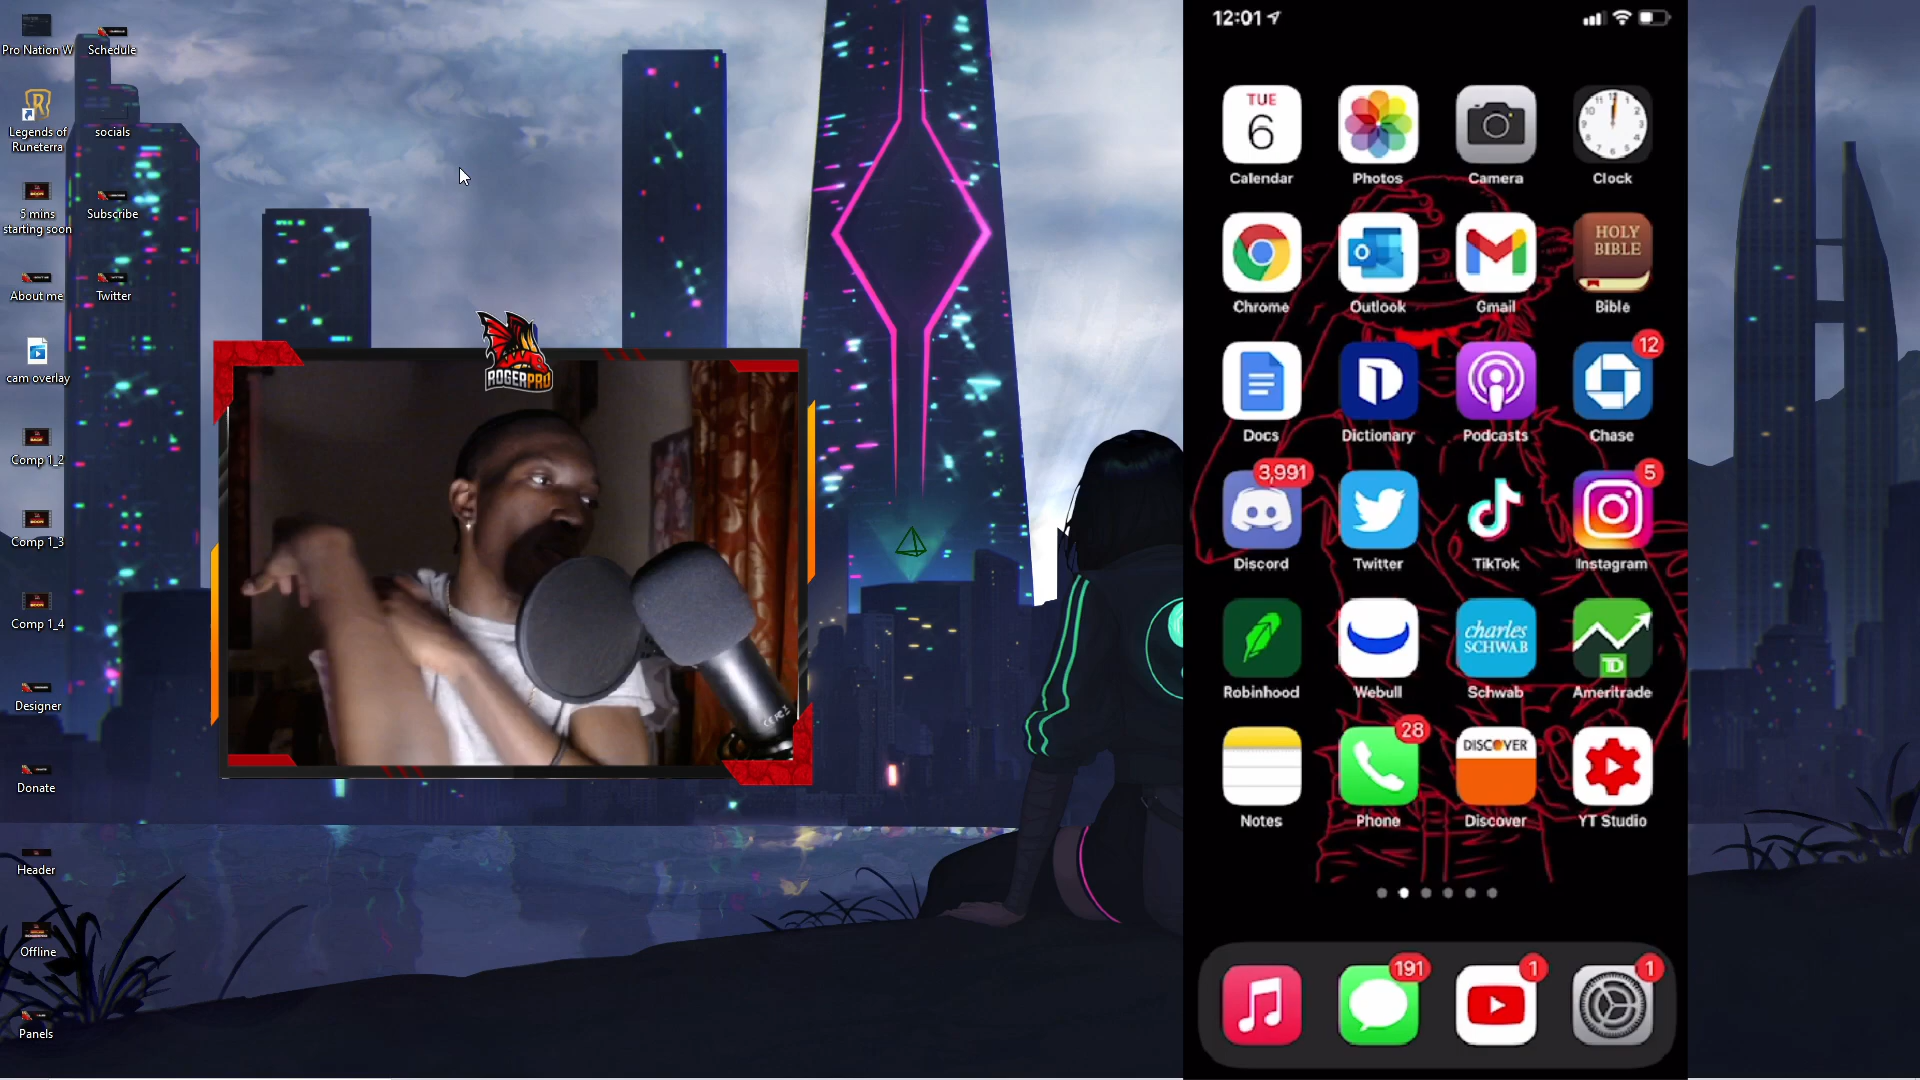 Pro Nation W
Schedule
Legends of
Runeterra
socials
5 mins
starting soon
Subscribe
About me
Twitter
cam overlay
Comp 1_2
Comp 1_3
Comp 1_4
Designer
Donate
Header
Offline
Panels
ROGERPRO
12:01
TUE
6
Calendar
Photos
Camera
Clock
HOLY
BIBLE
Chrome
Outlook
Gmail
Bible
12
Docs
Dictionary
Podcasts
Chase
3,991
5
Discord
Twitter
TikTok
Instagram
charles
SCHWAB
TD
Robinhood
Webull
Schwab
Ameritrade
28
DISCOVER
Notes
Phone
Discover
YT Studio
191
1
1